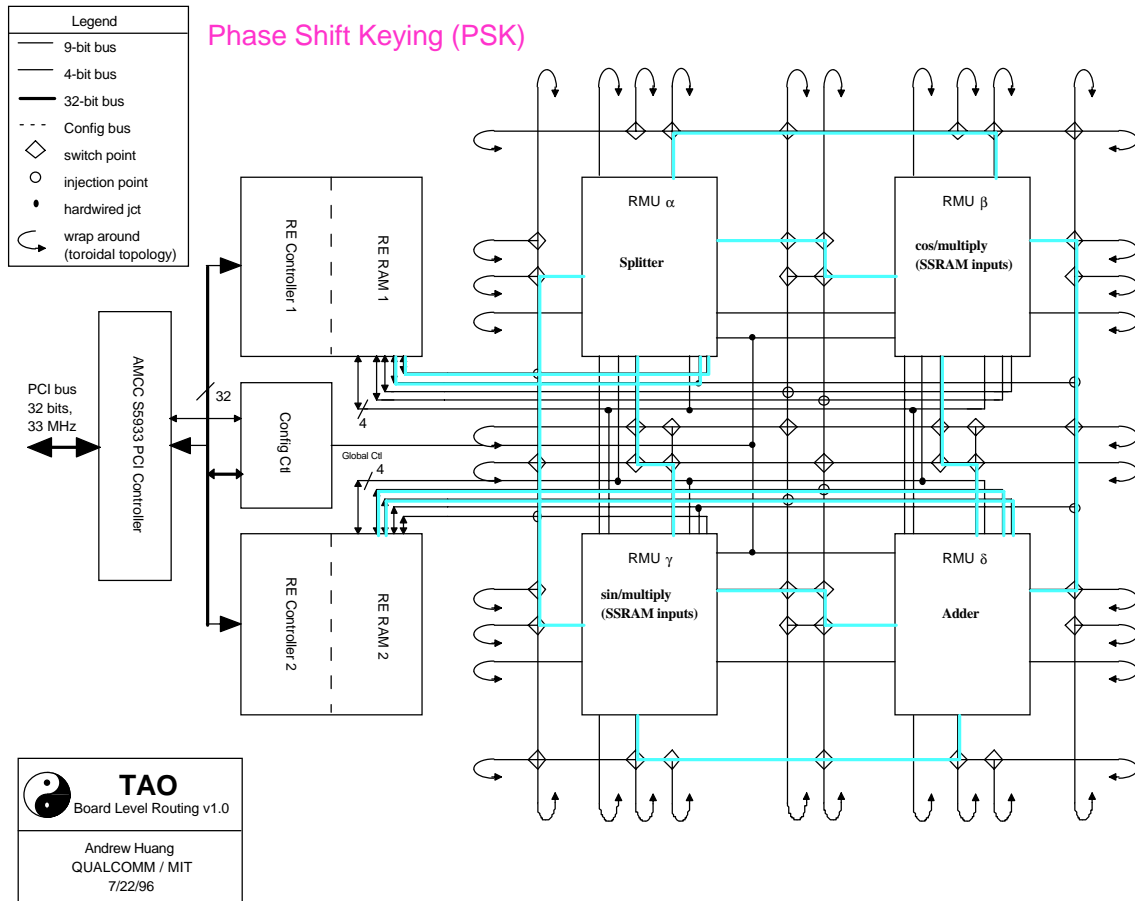 Phase Shift Keying (PSK)
Legend
9-bit bus
4-bit bus
32-bit bus
Config bus
switch point
injection point
hardwired jct
wrap around
(toroidal topology)
RE Controller 1
RE RAM 1
RMU α
Splitter
RMU β
cos/multiply
(SSRAM inputs)
AMCC S5933 PCI Controller
PCI bus
32 bits,
33 MHz
32
Config Ctl
4
Global Ctl
4
RE Controller 2
RE RAM 2
RMU γ
sin/multiply
(SSRAM inputs)
RMU δ
Adder
TAO
Board Level Routing v1.0
Andrew Huang
QUALCOMM / MIT
7/22/96